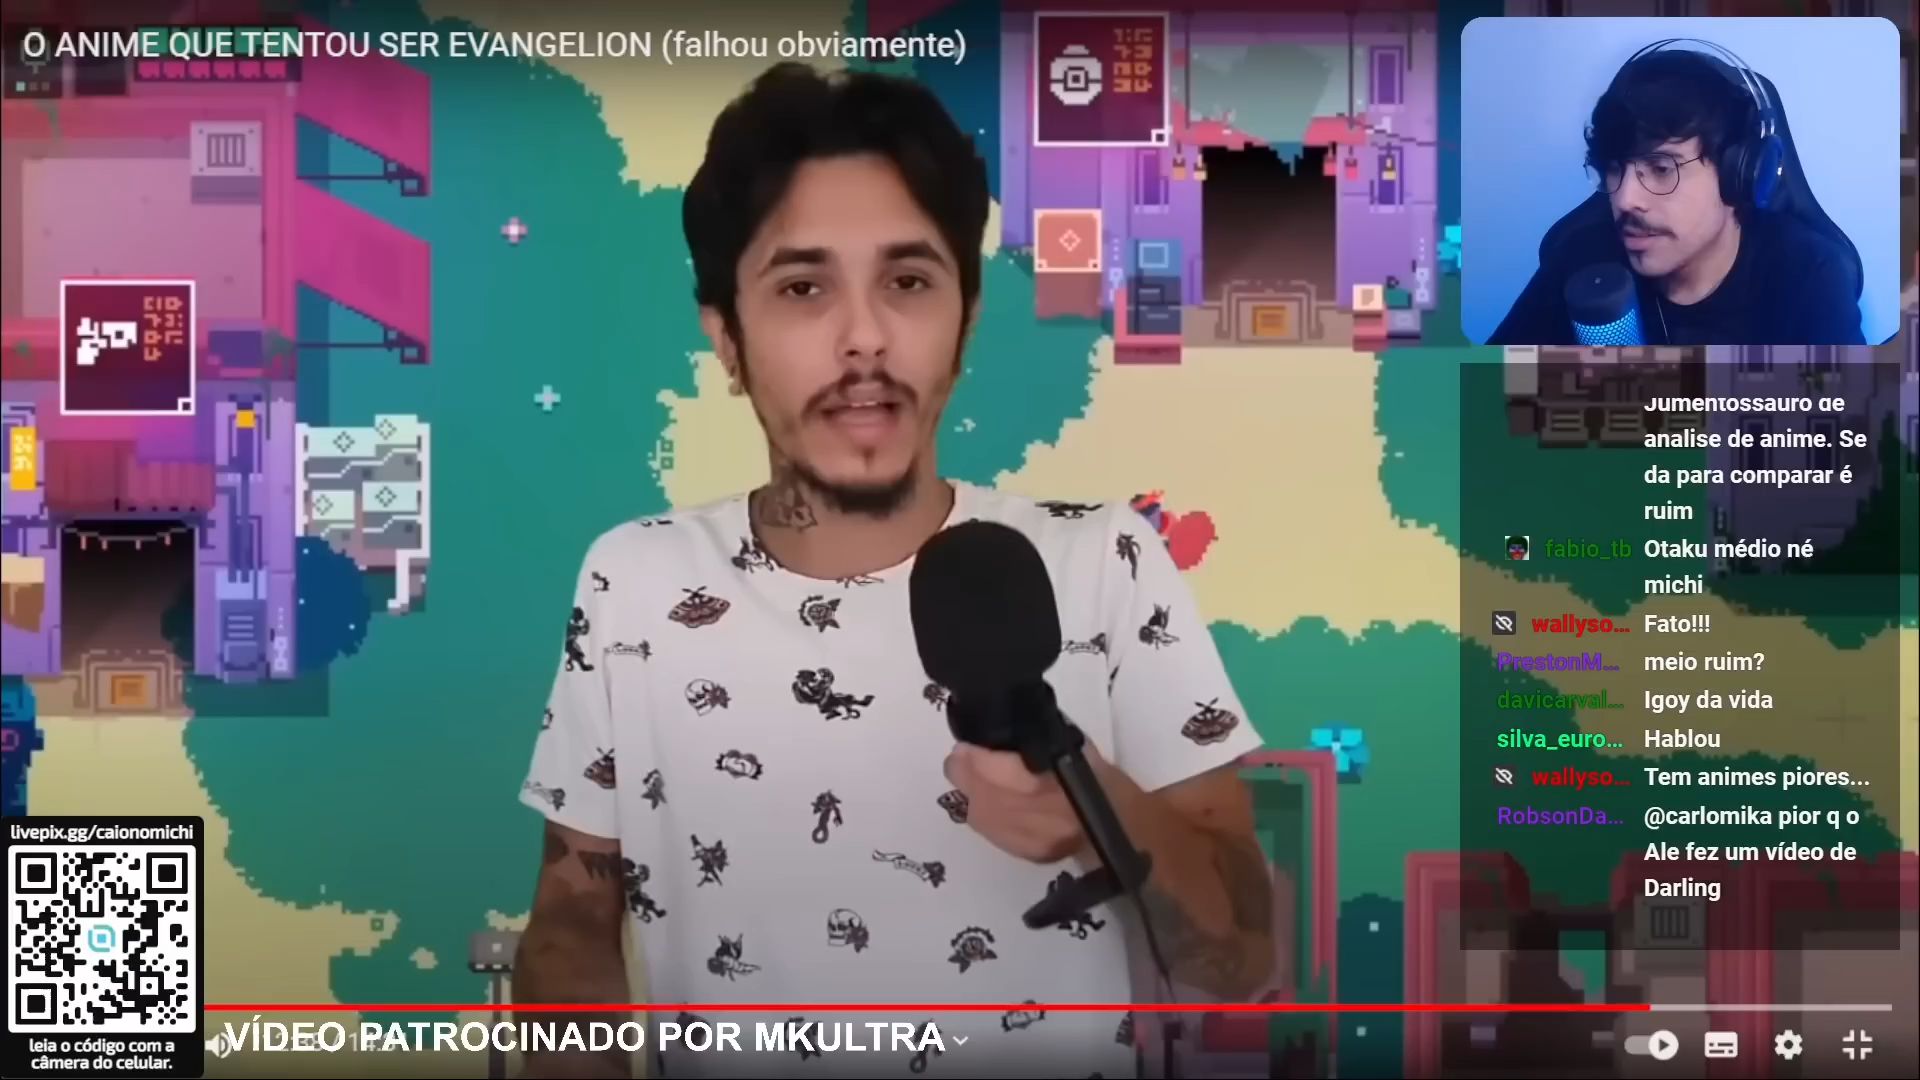 O ANIME QUE TENTOU SER EVANGELION (falhou obviamente)
Jumentossauro de
analise de anime. Se
da para comparar é
ruim
fabio_tb Otaku médio né
michi
wallyso... Fato!!!
PrestonM... meio ruim?
davicarval... Igoy da vida
silva_euro... Hablou
wallyso... Tem animes piores...
RobsonDa... @carlomika pior q o
Ale fez um vídeo de
Darling
livepix.gg/caionomichi
leia o código com a
câmera do celular.
VÍDEO PATROCINADO POR MKULTRA